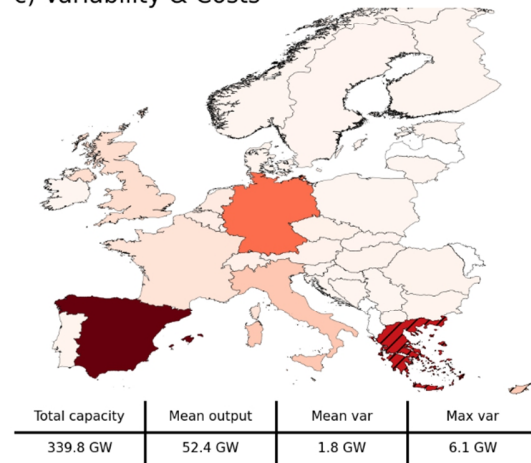 c) Variability & Costs
Total capacity Mean output Mean var Max var
339.8 GW 52.4 GW 1.8 GW 6.1 GW